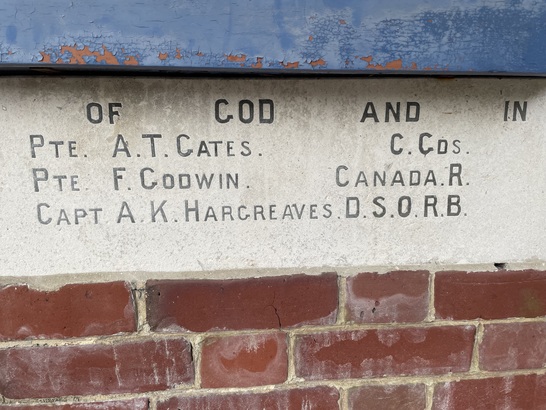 OF GOD AND IN
PTE. A.T. GATES. C. GDS.
PTE. F. GODWIN. CANADA. R.
CAPT A. K. HARGREAVES. D.S.O. R.B.